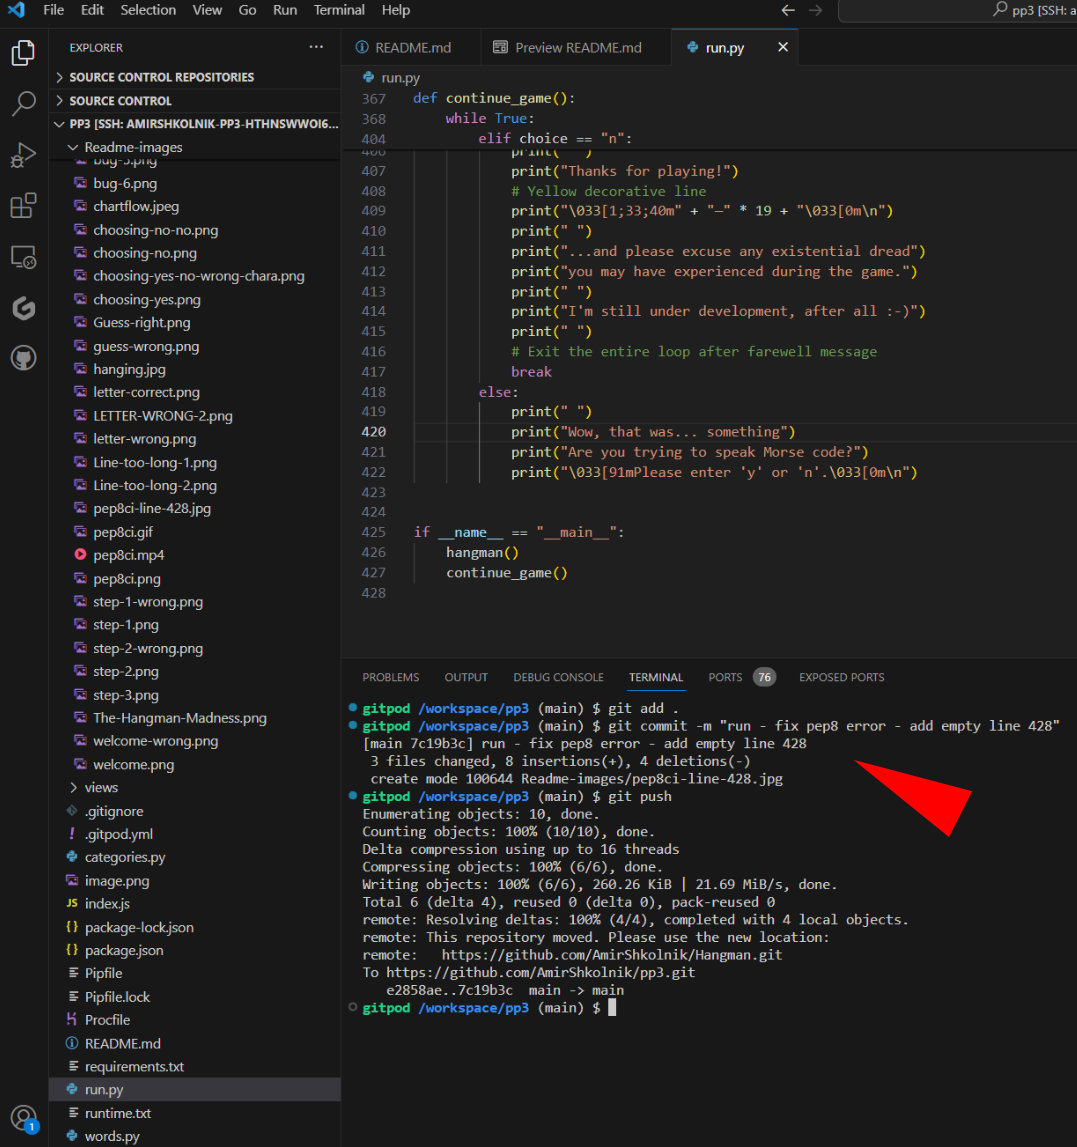 File Edit Selection View Go Run Terminal Help
pp3 [SSH: a
EXPLORER
SOURCE CONTROL REPOSITORIES
SOURCE CONTROL
PP3 [SSH: AMIRSHKOLNIK-PP3-HTHNSWWOI6...
Readme-images
bug-5.png
bug-6.png
chartflow.jpeg
choosing-no-no.png
choosing-no.png
choosing-yes-no-wrong-chara.png
choosing-yes.png
Guess-right.png
guess-wrong.png
hanging.jpg
letter-correct.png
LETTER-WRONG-2.png
letter-wrong.png
Line-too-long-1.png
Line-too-long-2.png
pep8ci-line-428.jpg
pep8ci.gif
pep8ci.mp4
pep8ci.png
step-1-wrong.png
step-1.png
step-2-wrong.png
step-2.png
step-3.png
The-Hangman-Madness.png
welcome-wrong.png
welcome.png
views
.gitignore
! .gitpod.yml
categories.py
image.png
JS index.js
{} package-lock.json
{} package.json
Pipfile
Pipfile.lock
Procfile
README.md
requirements.txt
run.py
runtime.txt
words.py
1
README.md Preview README.md run.py
run.py
367 def continue_game():
368 while True:
404 elif choice == "n":
406 print(" ")
407 print("Thanks for playing!")
408 # Yellow decorative line
409 print("\033[1;33;40m" + "—" * 19 + "\033[0m\n")
410 print(" ")
411 print("...and please excuse any existential dread")
412 print("you may have experienced during the game.")
413 print(" ")
414 print("I'm still under development, after all :-)")
415 print(" ")
416 # Exit the entire loop after farewell message
417 break
418 else:
419 print(" ")
420 print("Wow, that was... something")
421 print("Are you trying to speak Morse code?")
422 print("\033[91mPlease enter 'y' or 'n'.\033[0m\n")
423
424
425 if __name__ == "__main__":
426 hangman()
427 continue_game()
428
PROBLEMS OUTPUT DEBUG CONSOLE TERMINAL PORTS 76 EXPOSED PORTS
gitpod /workspace/pp3 (main) $ git add .
gitpod /workspace/pp3 (main) $ git commit -m "run - fix pep8 error - add empty line 428"
[main 7c19b3c] run - fix pep8 error - add empty line 428
3 files changed, 8 insertions(+), 4 deletions(-)
create mode 100644 Readme-images/pep8ci-line-428.jpg
gitpod /workspace/pp3 (main) $ git push
Enumerating objects: 10, done.
Counting objects: 100% (10/10), done.
Delta compression using up to 16 threads
Compressing objects: 100% (6/6), done.
Writing objects: 100% (6/6), 260.26 KiB | 21.69 MiB/s, done.
Total 6 (delta 4), reused 0 (delta 0), pack-reused 0
remote: Resolving deltas: 100% (4/4), completed with 4 local objects.
remote: This repository moved. Please use the new location:
remote: https://github.com/AmirShkolnik/Hangman.git
To https://github.com/AmirShkolnik/pp3.git
e2858ae..7c19b3c main -> main
gitpod /workspace/pp3 (main) $